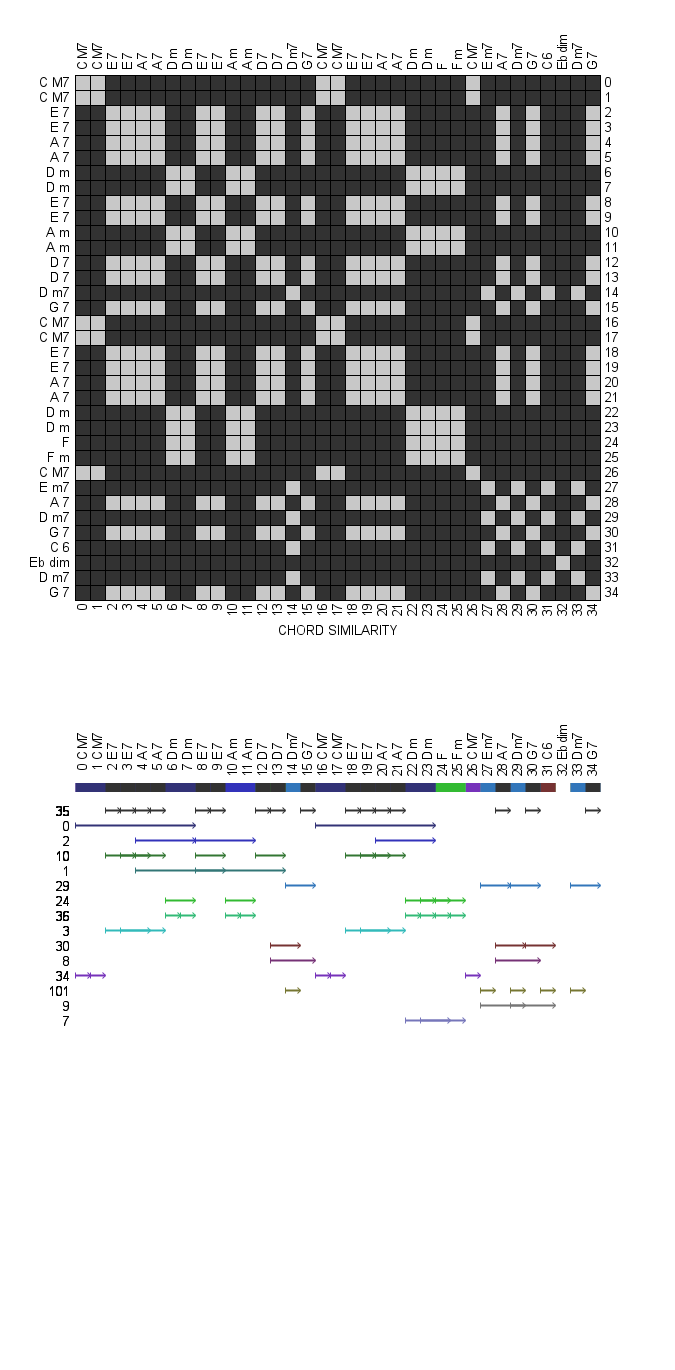 C M7 C M7 E 7 E 7 A 7 A 7 D m D m E 7 E 7 A m A m D 7 D 7 D m7 G 7 C M7 C M7 E 7 E 7 A 7 A 7 D m D m F F m C M7 E m7 A 7 D m7 G 7 C 6 Eb dim D m7 G 7
C M7 0
C M7 1
E 7 2
E 7 3
A 7 4
A 7 5
D m 6
D m 7
E 7 8
E 7 9
A m 10
A m 11
D 7 12
D 7 13
D m7 14
G 7 15
C M7 16
C M7 17
E 7 18
E 7 19
A 7 20
A 7 21
D m 22
D m 23
F 24
F m 25
C M7 26
E m7 27
A 7 28
D m7 29
G 7 30
C 6 31
Eb dim 32
D m7 33
G 7 34
0 1 2 3 4 5 6 7 8 9 10 11 12 13 14 15 16 17 18 19 20 21 22 23 24 25 26 27 28 29 30 31 32 33 34
CHORD SIMILARITY
0 C M7 1 C M7 2 E 7 3 E 7 4 A 7 5 A 7 6 D m 7 D m 8 E 7 9 E 7 10 A m 11 A m 12 D 7 13 D 7 14 D m7 15 G 7 16 C M7 17 C M7 18 E 7 19 E 7 20 A 7 21 A 7 22 D m 23 D m 24 F 25 F m 26 C M7 27 E m7 28 A 7 29 D m7 30 G 7 31 C 6 32 Eb dim 33 D m7 34 G 7
0
2
10
1
29
24
3
30
8
34
101
9
7